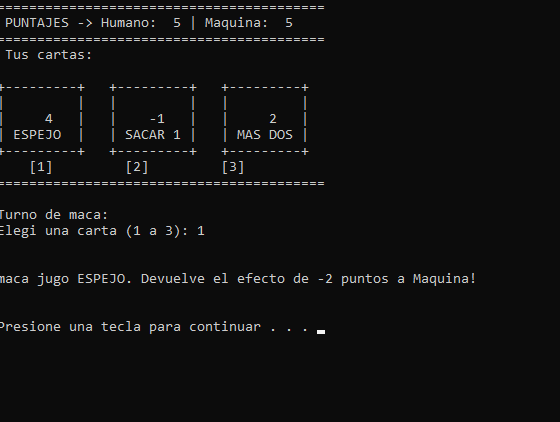 =========================================
PUNTAJES -> Humano:  5 | Maquina:  5
=========================================
Tus cartas:
+---------+   +---------+   +---------+
|         |   |         |   |         |
|     4   |   |    -1   |   |     2   |
| ESPEJO  |   | SACAR 1 |   | MAS DOS |
+---------+   +---------+   +---------+
[1]         [2]         [3]
=========================================
Turno de maca:
Elegi una carta (1 a 3): 1
maca jugo ESPEJO. Devuelve el efecto de -2 puntos a Maquina!
Presione una tecla para continuar . . .